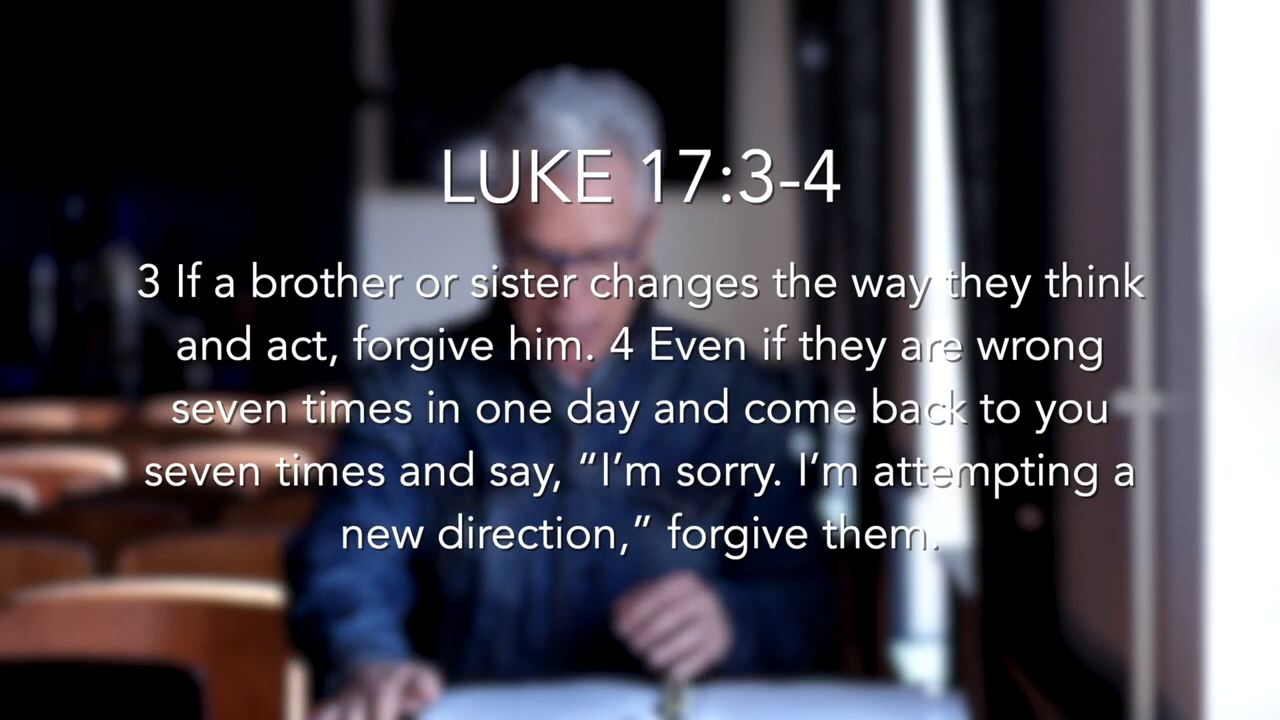 LUKE 17:3-4
3 If a brother or sister changes the way they think
and act, forgive him. 4 Even if they are wrong
seven times in one day and come back to you
seven times and say, “I’m sorry. I’m attempting a
new direction,” forgive them.